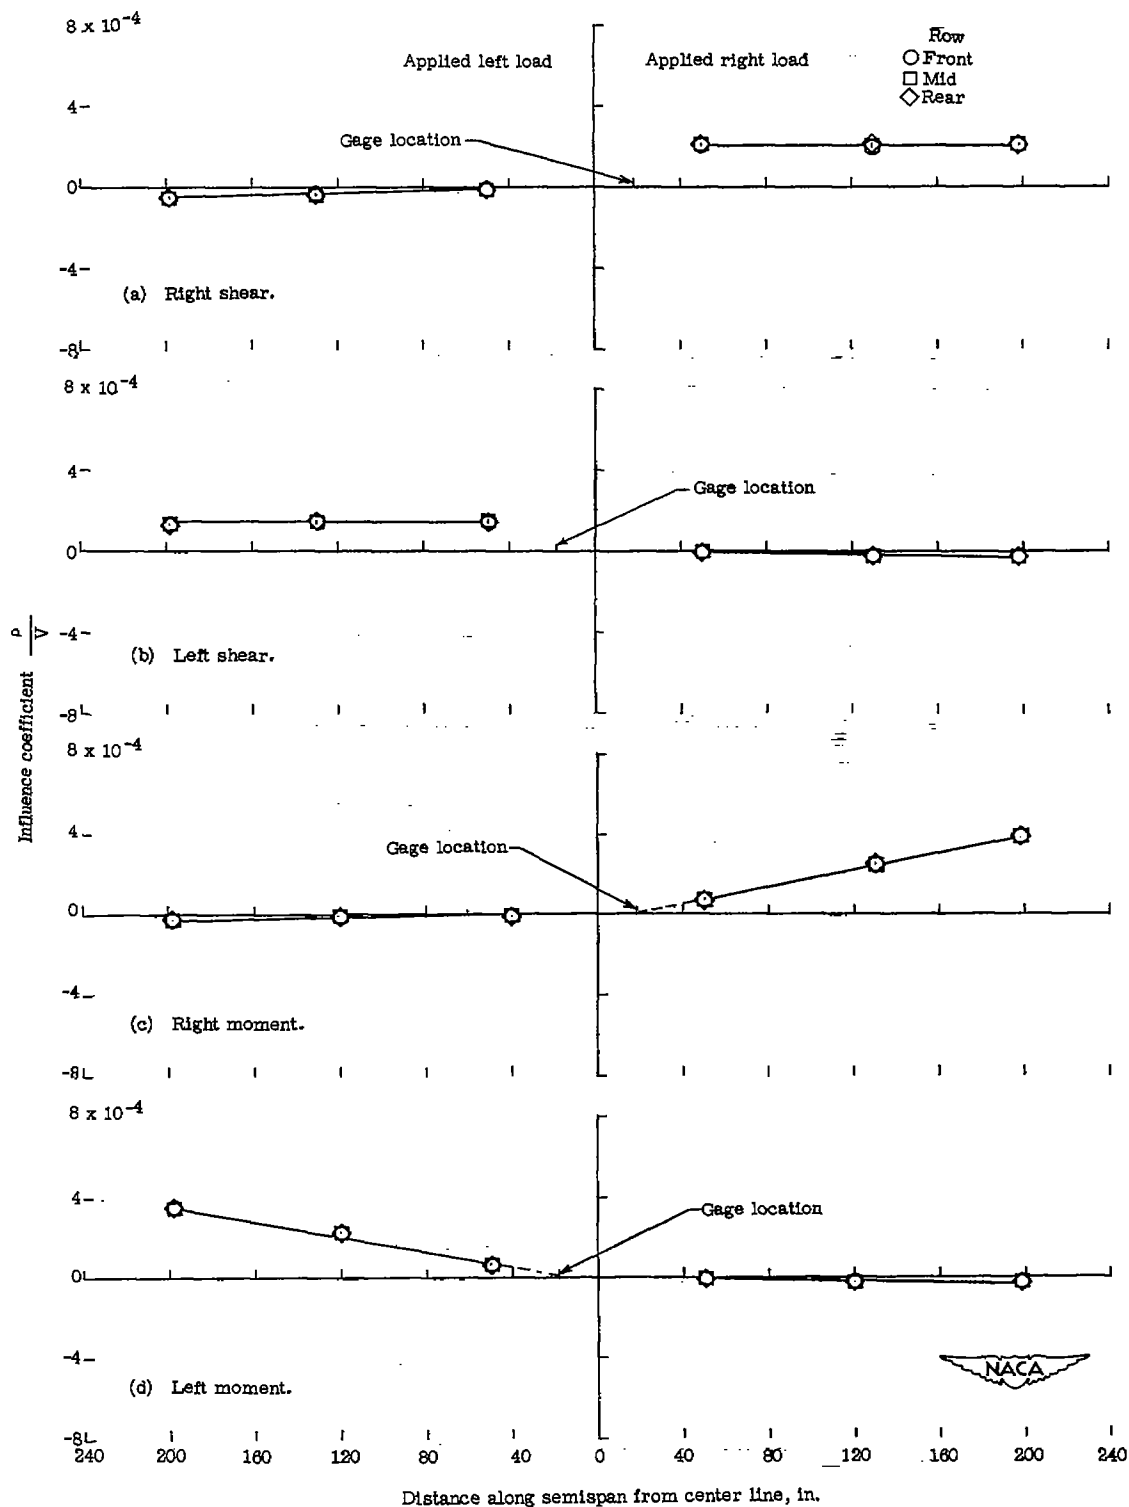 8 x 10-4
Row
Applied left load
Applied right load
Front
Mid
Rear
4
Gage location
0
-4
(a) Right shear.
-8
8 x 10-4
4
Gage location
0
-4
(b) Left shear.
-8
Influence coefficient ρ/V
8 x 10-4
4
Gage location
0
-4
(c) Right moment.
-8
8 x 10-4
4
Gage location
0
-4
NACA
(d) Left moment.
-8
240 200 160 120 80 40 0 40 80 120 160 200 240
Distance along semispan from center line, in.